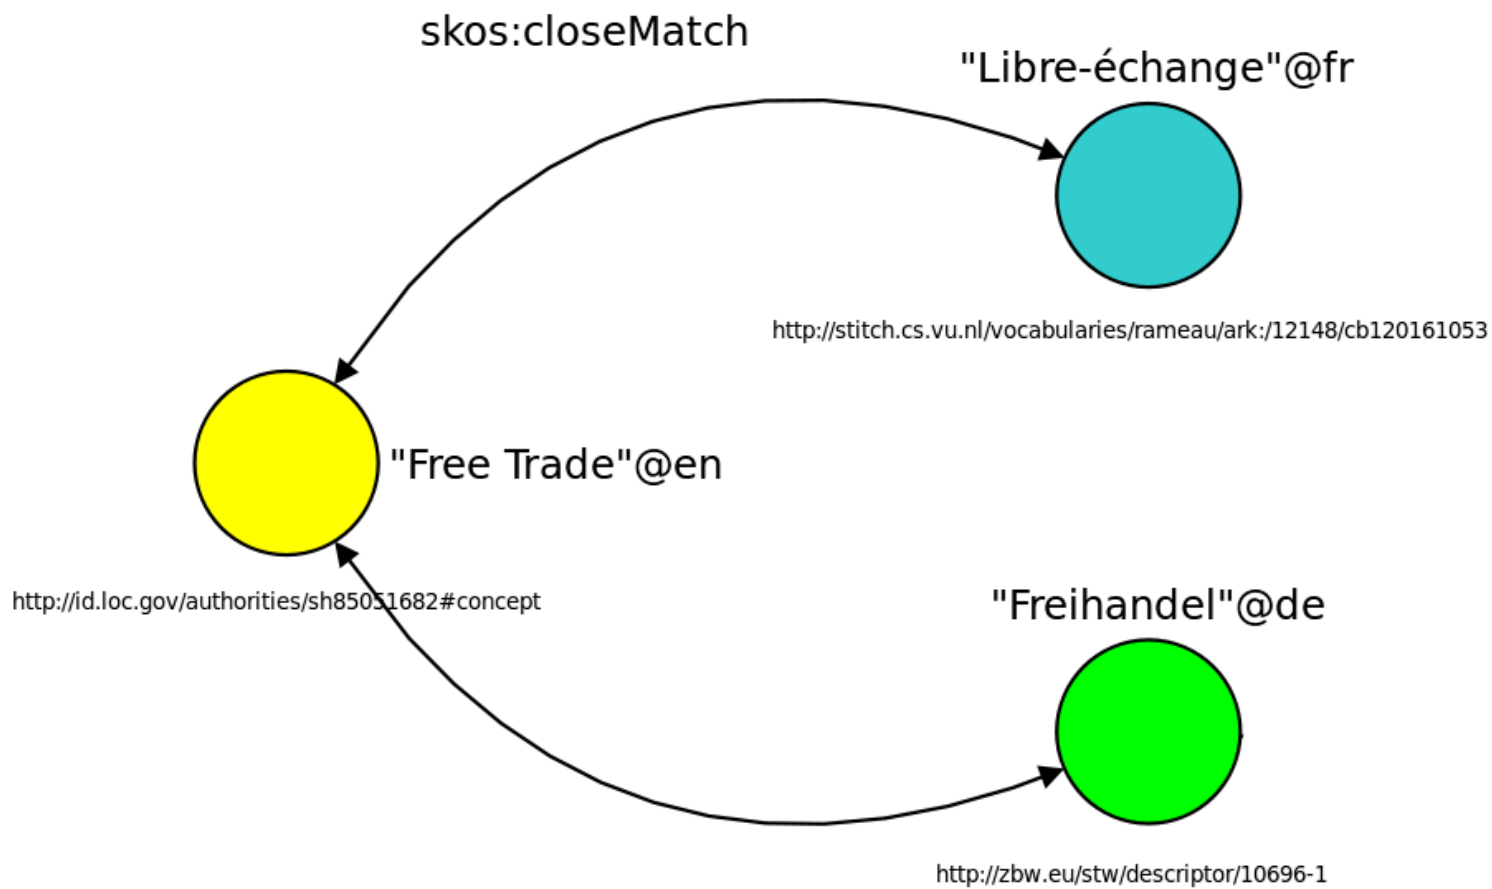 skos:closeMatch
"Libre-échange"@fr
http://stitch.cs.vu.nl/vocabularies/rameau/ark:/12148/cb120161053
"Free Trade"@en
http://id.loc.gov/authorities/sh85051682#concept
"Freihandel"@de
http://zbw.eu/stw/descriptor/10696-1